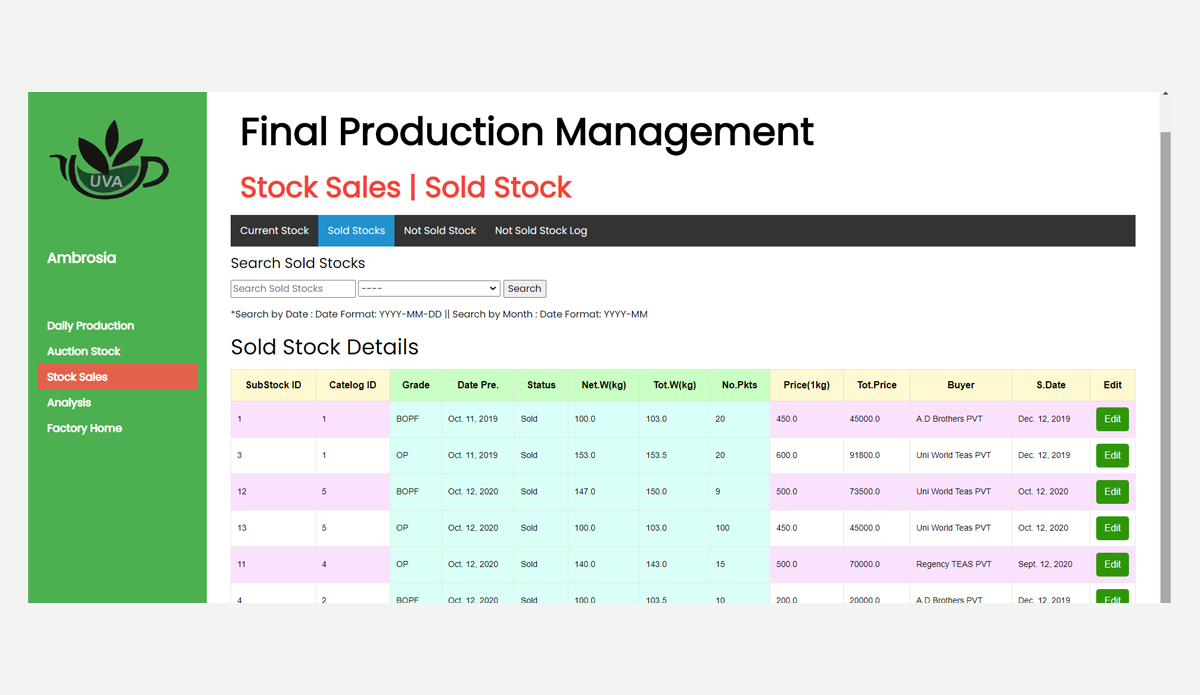 UVA
Ambrosia
Daily Production
Auction Stock
Stock Sales
Analysis
Factory Home
Final Production Management
Stock Sales | Sold Stock
Current Stock Sold Stocks Not Sold Stock Not Sold Stock Log
Search Sold Stocks
Search Sold Stocks ---- Search
*Search by Date : Date Format: YYYY-MM-DD || Search by Month : Date Format: YYYY-MM
Sold Stock Details
SubStock ID Catelog ID Grade Date Pre. Status Net.W(kg) Tot.W(kg) No.Pkts Price(1kg) Tot.Price Buyer S.Date Edit
1 1 BOPF Oct. 11, 2019 Sold 100.0 103.0 20 450.0 45000.0 A.D Brothers PVT Dec. 12, 2019 Edit
3 1 OP Oct. 11, 2019 Sold 153.0 153.5 20 600.0 91800.0 Uni World Teas PVT Dec. 12, 2019 Edit
12 5 BOPF Oct. 12, 2020 Sold 147.0 150.0 9 500.0 73500.0 Uni World Teas PVT Oct. 12, 2020 Edit
13 5 OP Oct. 12, 2020 Sold 100.0 103.0 100 450.0 45000.0 Uni World Teas PVT Oct. 12, 2020 Edit
11 4 OP Oct. 12, 2020 Sold 140.0 143.0 15 500.0 70000.0 Regency TEAS PVT Sept. 12, 2020 Edit
4 2 BOPF Oct. 12, 2020 Sold 100.0 103.5 10 200.0 20000.0 A.D Brothers PVT Dec. 12, 2019 Edit